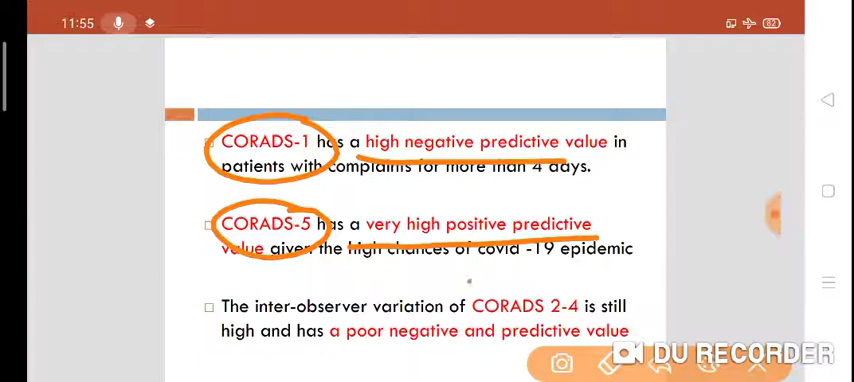 11:55
82
CORADS-1 has a high negative predictive value in
patients with complaints for more than 4 days.
CORADS-5 has a very high positive predictive
value given the high chances of covid -19 epidemic
The inter-observer variation of CORADS 2-4 is still
high and has a poor negative and predictive value
DU RECORDER